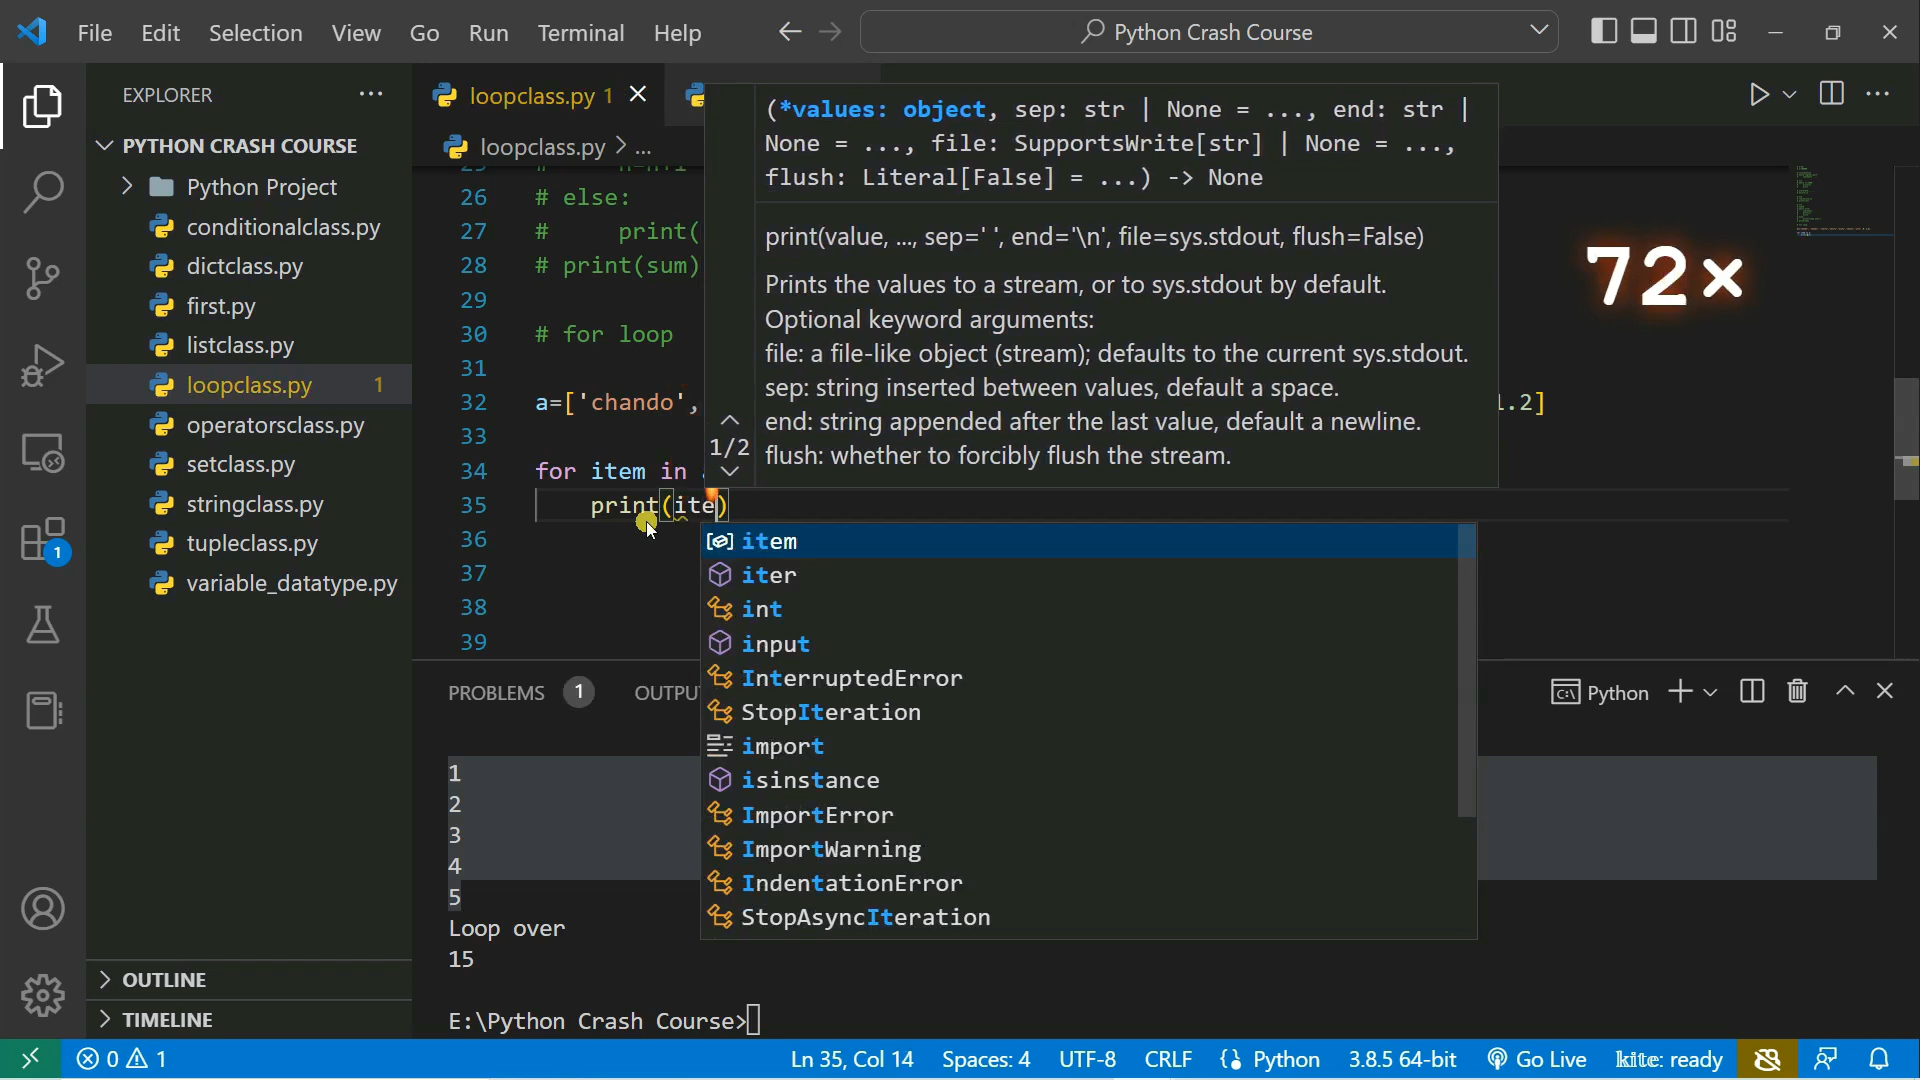 File Edit Selection View Go Run Terminal Help
Python Crash Course
EXPLORER
PYTHON CRASH COURSE
Python Project
conditionalclass.py
dictclass.py
first.py
listclass.py
loopclass.py 1
operatorsclass.py
setclass.py
stringclass.py
tupleclass.py
variable_datatype.py
OUTLINE
TIMELINE
loopclass.py 1
loopclass.py > ...
26 # else:
27 # print(
28 # print(sum)
29
30 # for loop
31
32 a=['chando', 1.2]
33
34 for item in
35 print(ite)
36
37
38
39
(*values: object, sep: str | None = ..., end: str |
None = ..., file: SupportsWrite[str] | None = ...,
flush: Literal[False] = ...) -> None
print(value, ..., sep=' ', end='\n', file=sys.stdout, flush=False)
Prints the values to a stream, or to sys.stdout by default.
Optional keyword arguments:
file: a file-like object (stream); defaults to the current sys.stdout.
sep: string inserted between values, default a space.
end: string appended after the last value, default a newline.
flush: whether to forcibly flush the stream.
1/2
72×
item
iter
int
input
InterruptedError
StopIteration
import
isinstance
ImportError
ImportWarning
IndentationError
StopAsyncIteration
PROBLEMS 1 OUTPU
Python
1
2
3
4
5
Loop over
15
E:\Python Crash Course>
1
0 1
Ln 35, Col 14 Spaces: 4 UTF-8 CRLF Python 3.8.5 64-bit Go Live kite: ready